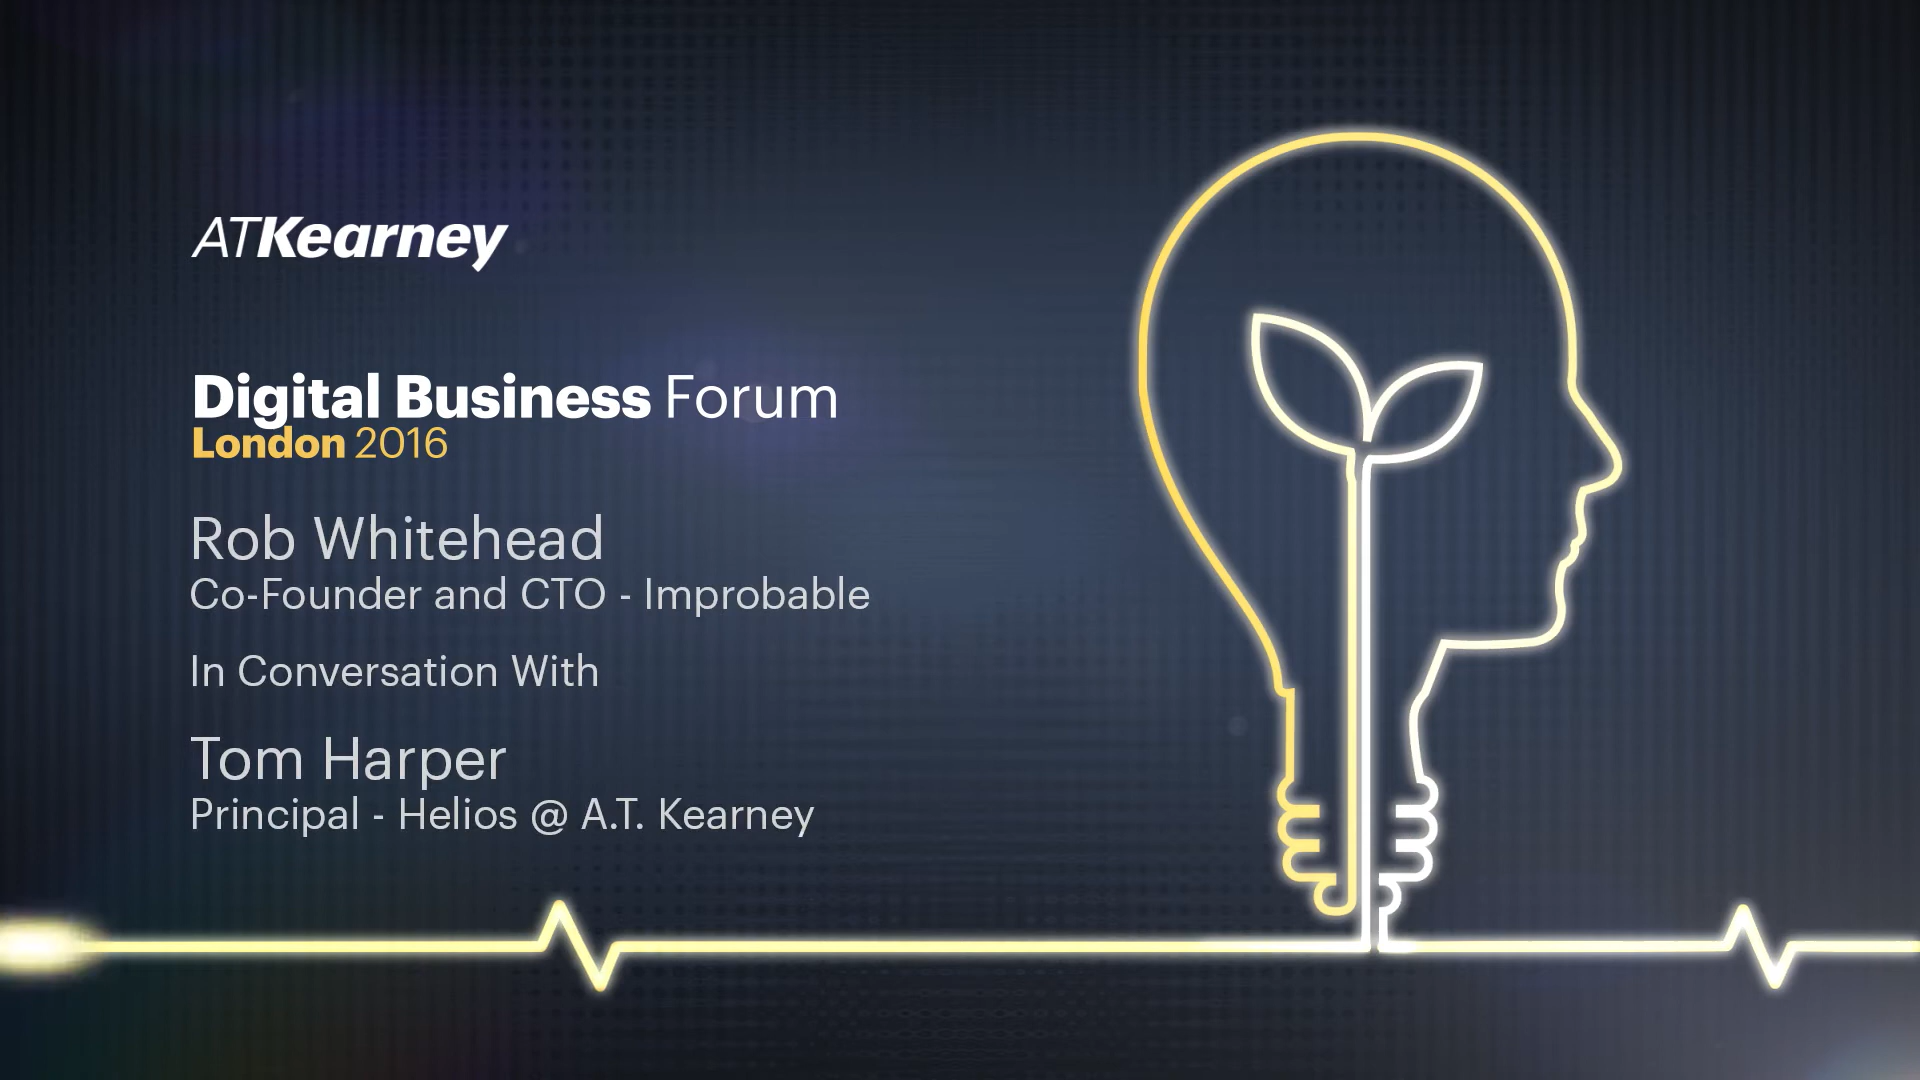 ATKearney
Digital Business Forum
London 2016
Rob Whitehead
Co-Founder and CTO - Improbable
In Conversation With
Tom Harper
Principal - Helios @ A.T. Kearney